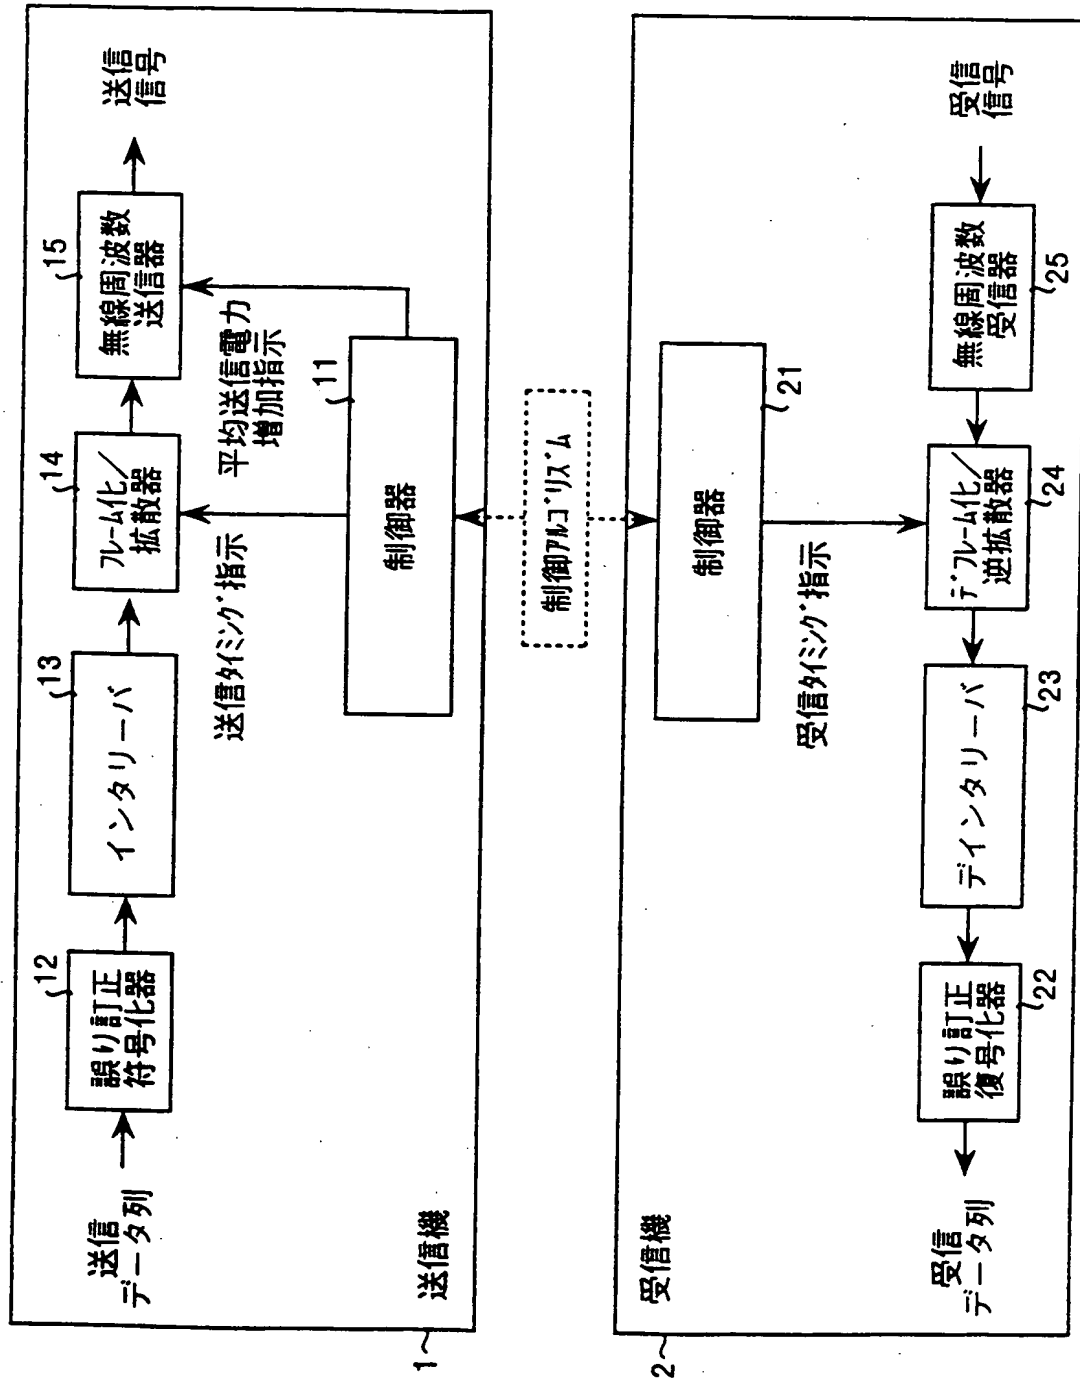 送信
データ列
12
誤り訂正
符号化器
13
インタリーバ
14
フレーム化／
拡散器
15
無線周波数
送信器
送信
信号
送信タイミング指示
平均送信電力
増加指示
11
制御器
送信機
1
制御アルゴリズム
受信機
2
制御器
21
受信タイミング指示
受信
データ列
誤り訂正
復号化器
22
デインタリーバ
23
デフレーム化／
逆拡散器
24
無線周波数
受信器
25
受信
信号